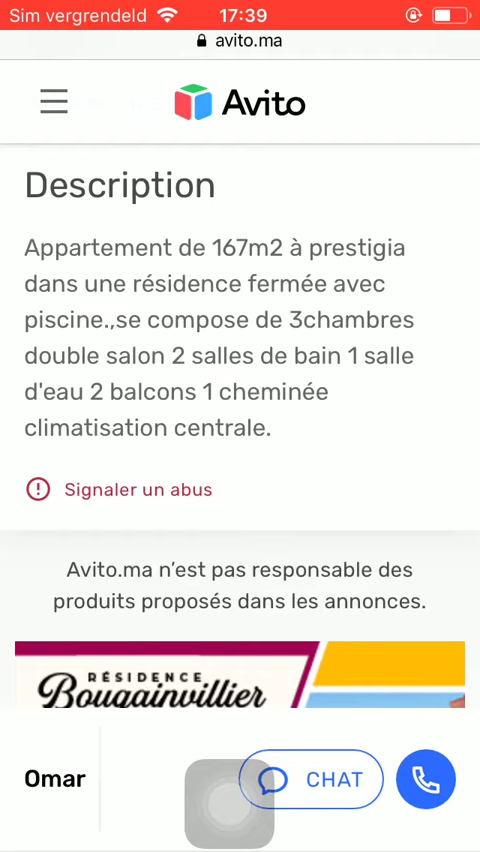 Sim vergrendeld 17:39
avito.ma
Avito
Description
Appartement de 167m2 à prestigia
dans une résidence fermée avec
piscine.,se compose de 3chambres
double salon 2 salles de bain 1 salle
d'eau 2 balcons 1 cheminée
climatisation centrale.
Signaler un abus
Avito.ma n’est pas responsable des
produits proposés dans les annonces.
RÉSIDENCE
Bougainvillier
Omar
CHAT